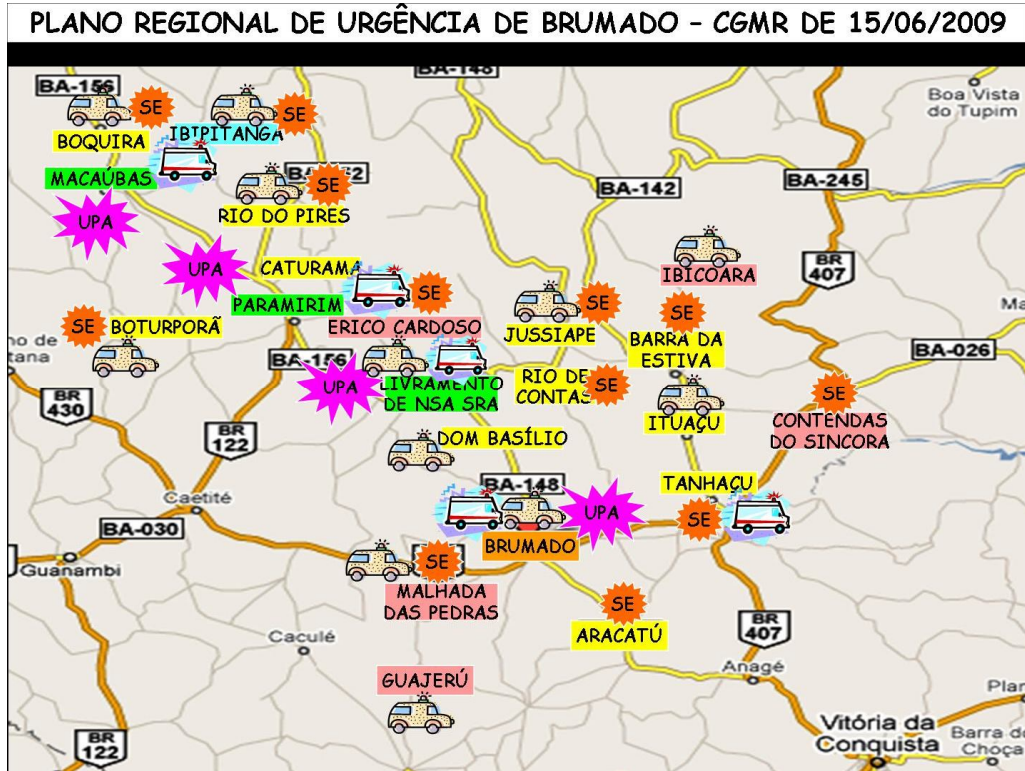 PLANO REGIONAL DE URGÊNCIA DE BRUMADO - CGMR DE 15/06/2009
BA-148
BA-156
SE
SE
Boa Vista
do Tupim
BOQUIRA
IBIPITANGA
MACAÚBAS
SE
BA-142
BA-245
UPA
RIO DO PIRES
UPA
CATURAMA
IBICOARA
BR
407
PARAMIRIM
SE
ERICO CARDOSO
SE
JUSSIAPE
SE
BARRA DA
ESTIVA
SE
BOTURPORÃ
BA-156
UPA
LIVRAMENTO
DE NSA SRA
RIO DE
CONTAS
SE
BA-026
ITUAÇU
SE
CONTENDAS
DO SINCORA
BR
430
BR
122
DOM BASÍLIO
Caetité
BA-148
TANHAÇU
UPA
SE
BRUMADO
BA-030
Guanambi
SE
MALHADA
DAS PEDRAS
SE
ARACATÚ
BR
407
Caculé
GUAJERÚ
Anagé
Vitória da
Conquista
BR
122